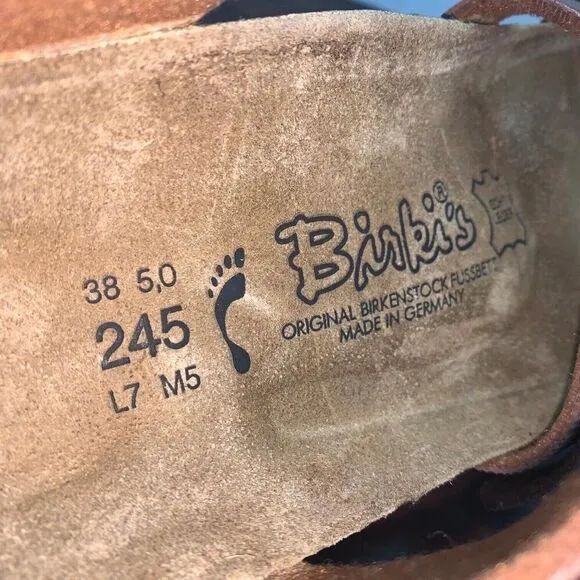 38 5,0
245
L7 M5
Birki's®
ORIGINAL BIRKENSTOCK FUSSBETT
MADE IN GERMANY